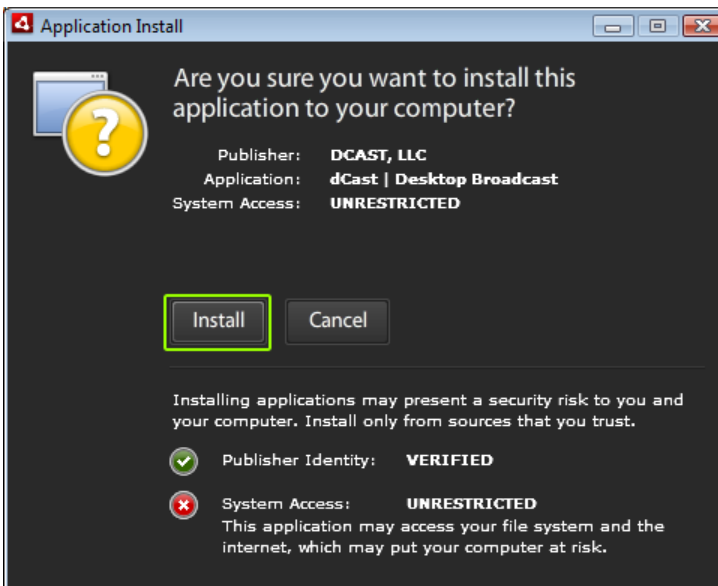 Application Install
Are you sure you want to install this
application to your computer?
Publisher: DCAST, LLC
Application: dCast | Desktop Broadcast
System Access: UNRESTRICTED
Install Cancel
Installing applications may present a security risk to you and
your computer. Install only from sources that you trust.
Publisher Identity: VERIFIED
System Access: UNRESTRICTED
This application may access your file system and the
internet, which may put your computer at risk.